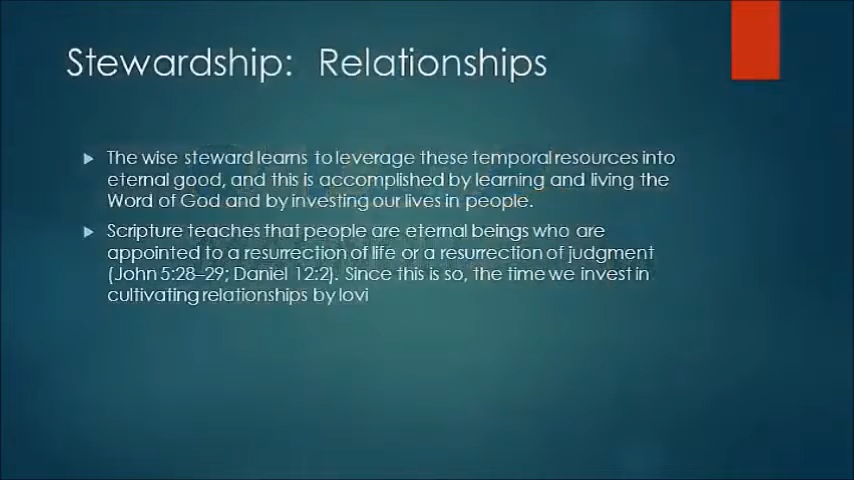 Stewardship: Relationships
The wise steward learns to leverage these temporal resources into
eternal good, and this is accomplished by learning and living the
Word of God and by investing our lives in people.
Scripture teaches that people are eternal beings who are
appointed to a resurrection of life or a resurrection of judgment
(John 5:28–29; Daniel 12:2). Since this is so, the time we invest in
cultivating relationships by lovi